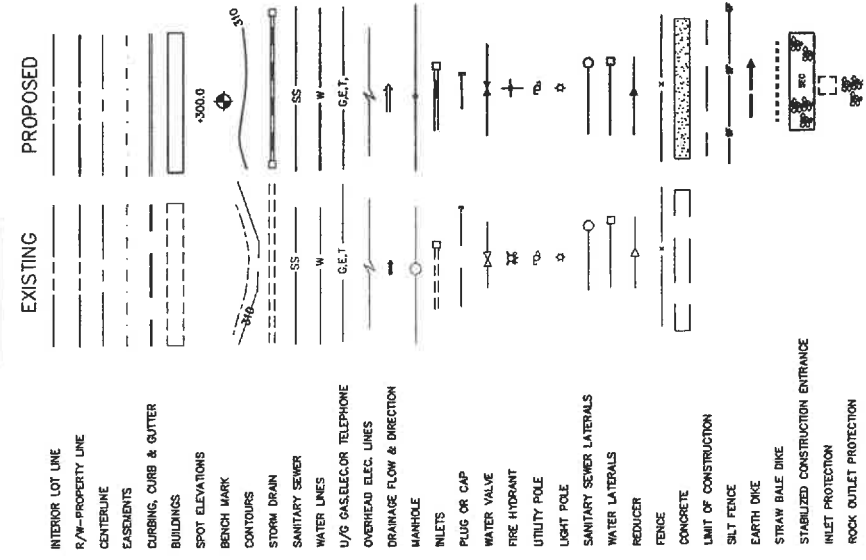 EXISTING PROPOSED
INTERIOR LOT LINE
R/W-PROPERTY LINE
CENTERLINE
EASEMENTS
CURBING, CURB & GUTTER
BUILDINGS
SPOT ELEVATIONS +300.0
BENCH MARK
CONTOURS 310 310
STORM DRAIN
SANITARY SEWER SS SS
WATER LINES W W
U/G GAS,ELEC.OR TELEPHONE G,E,T G,E,T,
OVERHEAD ELEC. LINES
DRAINAGE FLOW & DIRECTION
MANHOLE
INLETS
PLUG OR CAP
WATER VALVE
FIRE HYDRANT
UTILITY POLE
LIGHT POLE
SANITARY SEWER LATERALS
WATER LATERALS
REDUCER
FENCE x x
CONCRETE
LIMIT OF CONSTRUCTION
SILT FENCE
EARTH DIKE
STRAW BALE DIKE
STABILIZED CONSTRUCTION ENTRANCE SEC
INLET PROTECTION
ROCK OUTLET PROTECTION